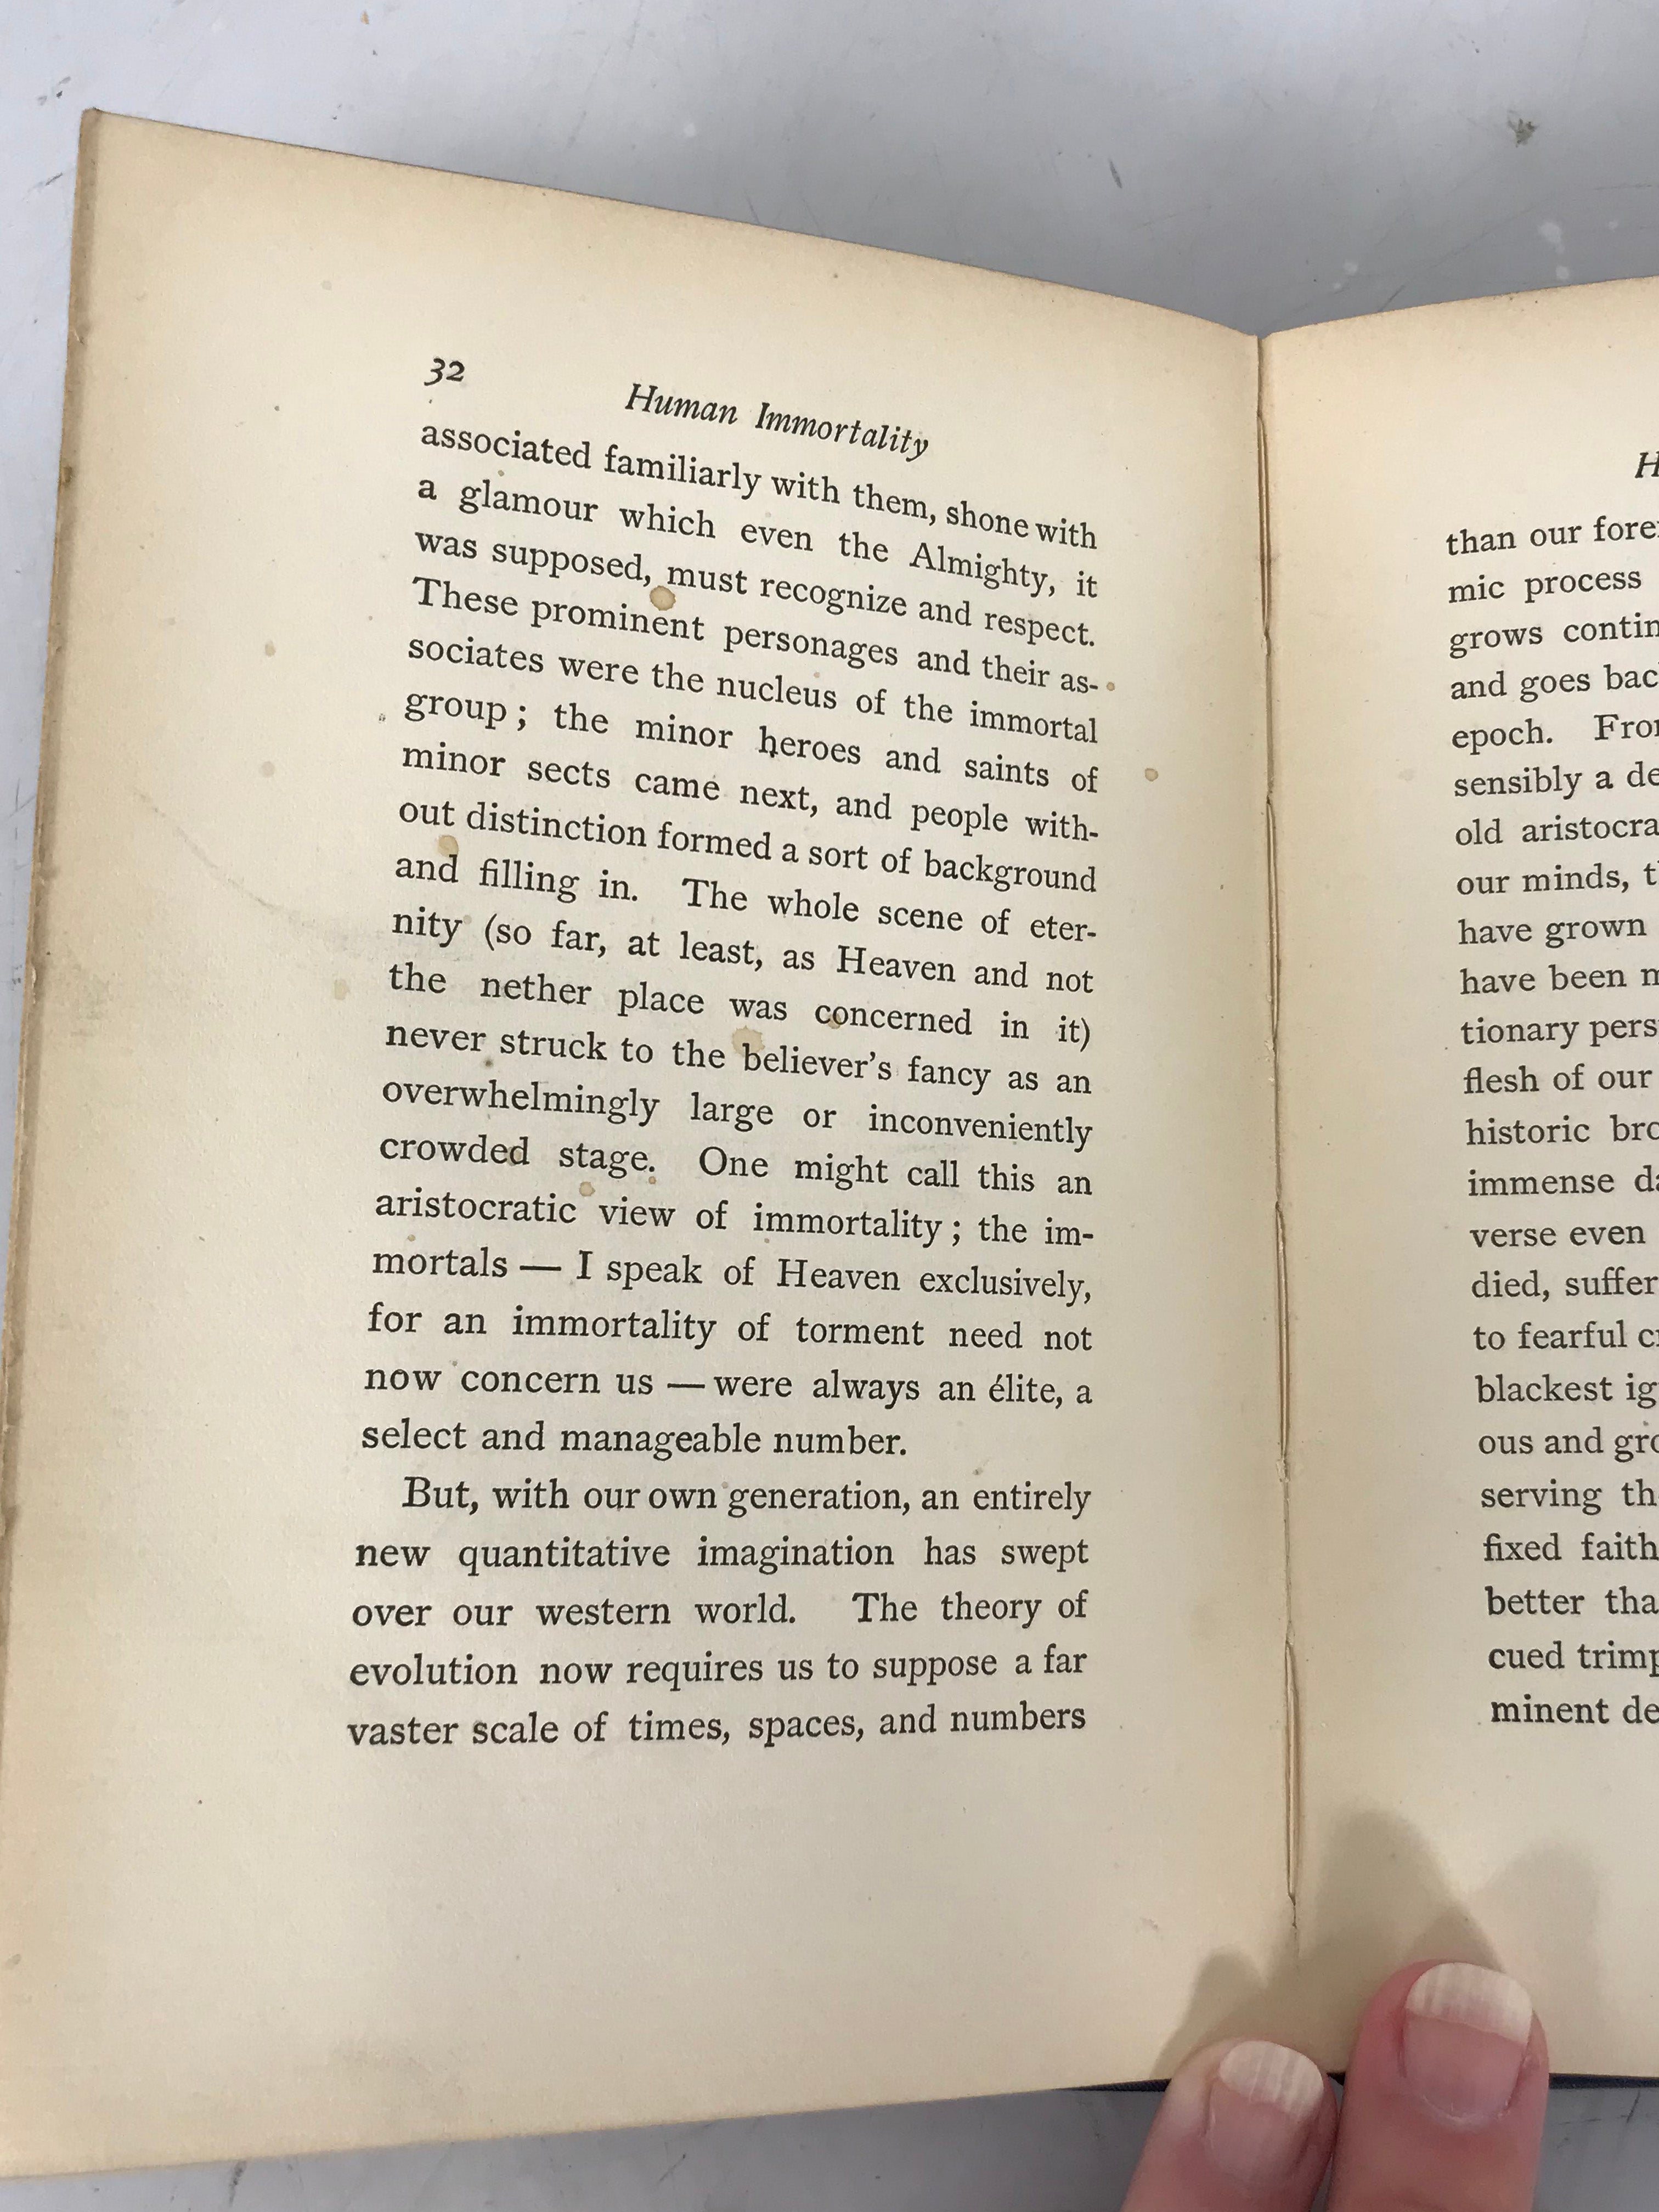 32
Human Immortality
associated familiarly with them, shone with
a glamour which even the Almighty, it
was supposed, must recognize and respect.
These prominent personages and their as-
sociates were the nucleus of the immortal
group; the minor heroes and saints of
minor sects came next, and people with-
out distinction formed a sort of background
and filling in. The whole scene of eter-
nity (so far, at least, as Heaven and not
the nether place was concerned in it)
never struck to the believer's fancy as an
overwhelmingly large or inconveniently
crowded stage. One might call this an
aristocratic view of immortality; the im-
mortals — I speak of Heaven exclusively,
for an immortality of torment need not
now concern us — were always an élite, a
select and manageable number.
But, with our own generation, an entirely
new quantitative imagination has swept
over our western world. The theory of
evolution now requires us to suppose a far
vaster scale of times, spaces, and numbers
H
than our fore
mic process
grows contin
and goes bac
epoch. Fro
sensibly a de
old aristocra
our minds, t
have grown
have been
tionary pers
flesh of our
historic bro
immense da
verse even
died, suffer
to fearful c
blackest ig
ous and gro
serving th
fixed faith
better tha
cued trimp
minent de